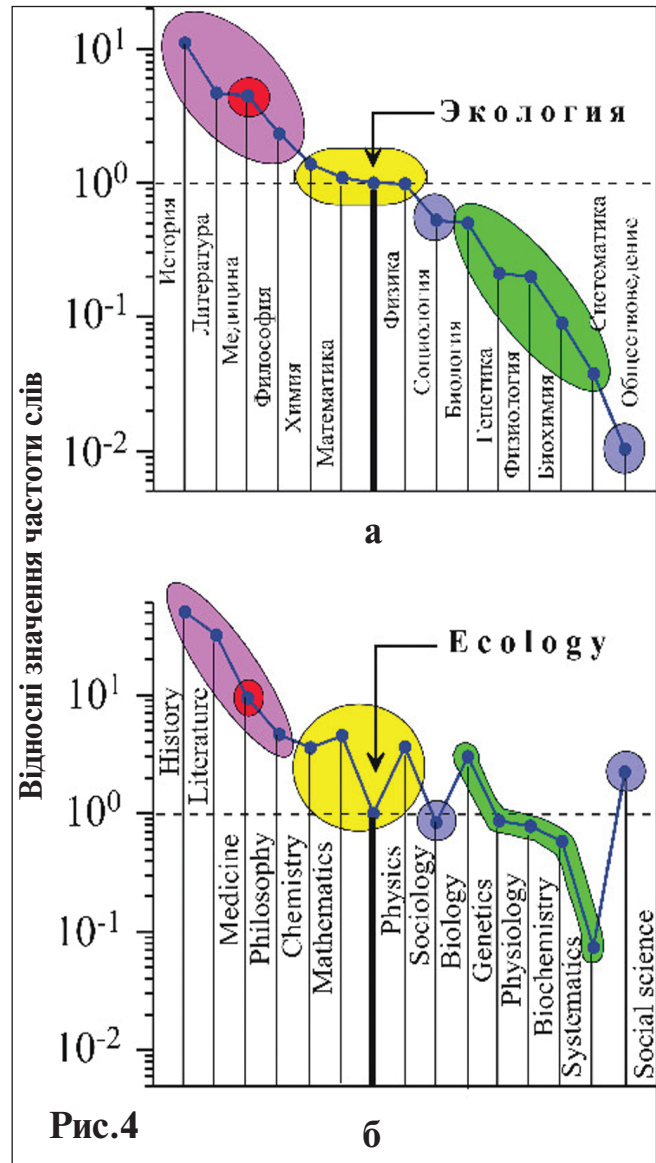 Відносні значення частоти слів
10¹
10⁰
10⁻¹
10⁻²
Э к о л о г и я
История
Литература
Медицина
Философия
Химия
Математика
Физика
Социология
Биология
Генетика
Физиология
Биохимия
Систематика
Обществоведение
а
10¹
10⁰
10⁻¹
10⁻²
E c o l o g y
History
Literature
Medicine
Philosophy
Chemistry
Mathematics
Physics
Sociology
Biology
Genetics
Physiology
Biochemistry
Systematics
Social science
Рис.4
б